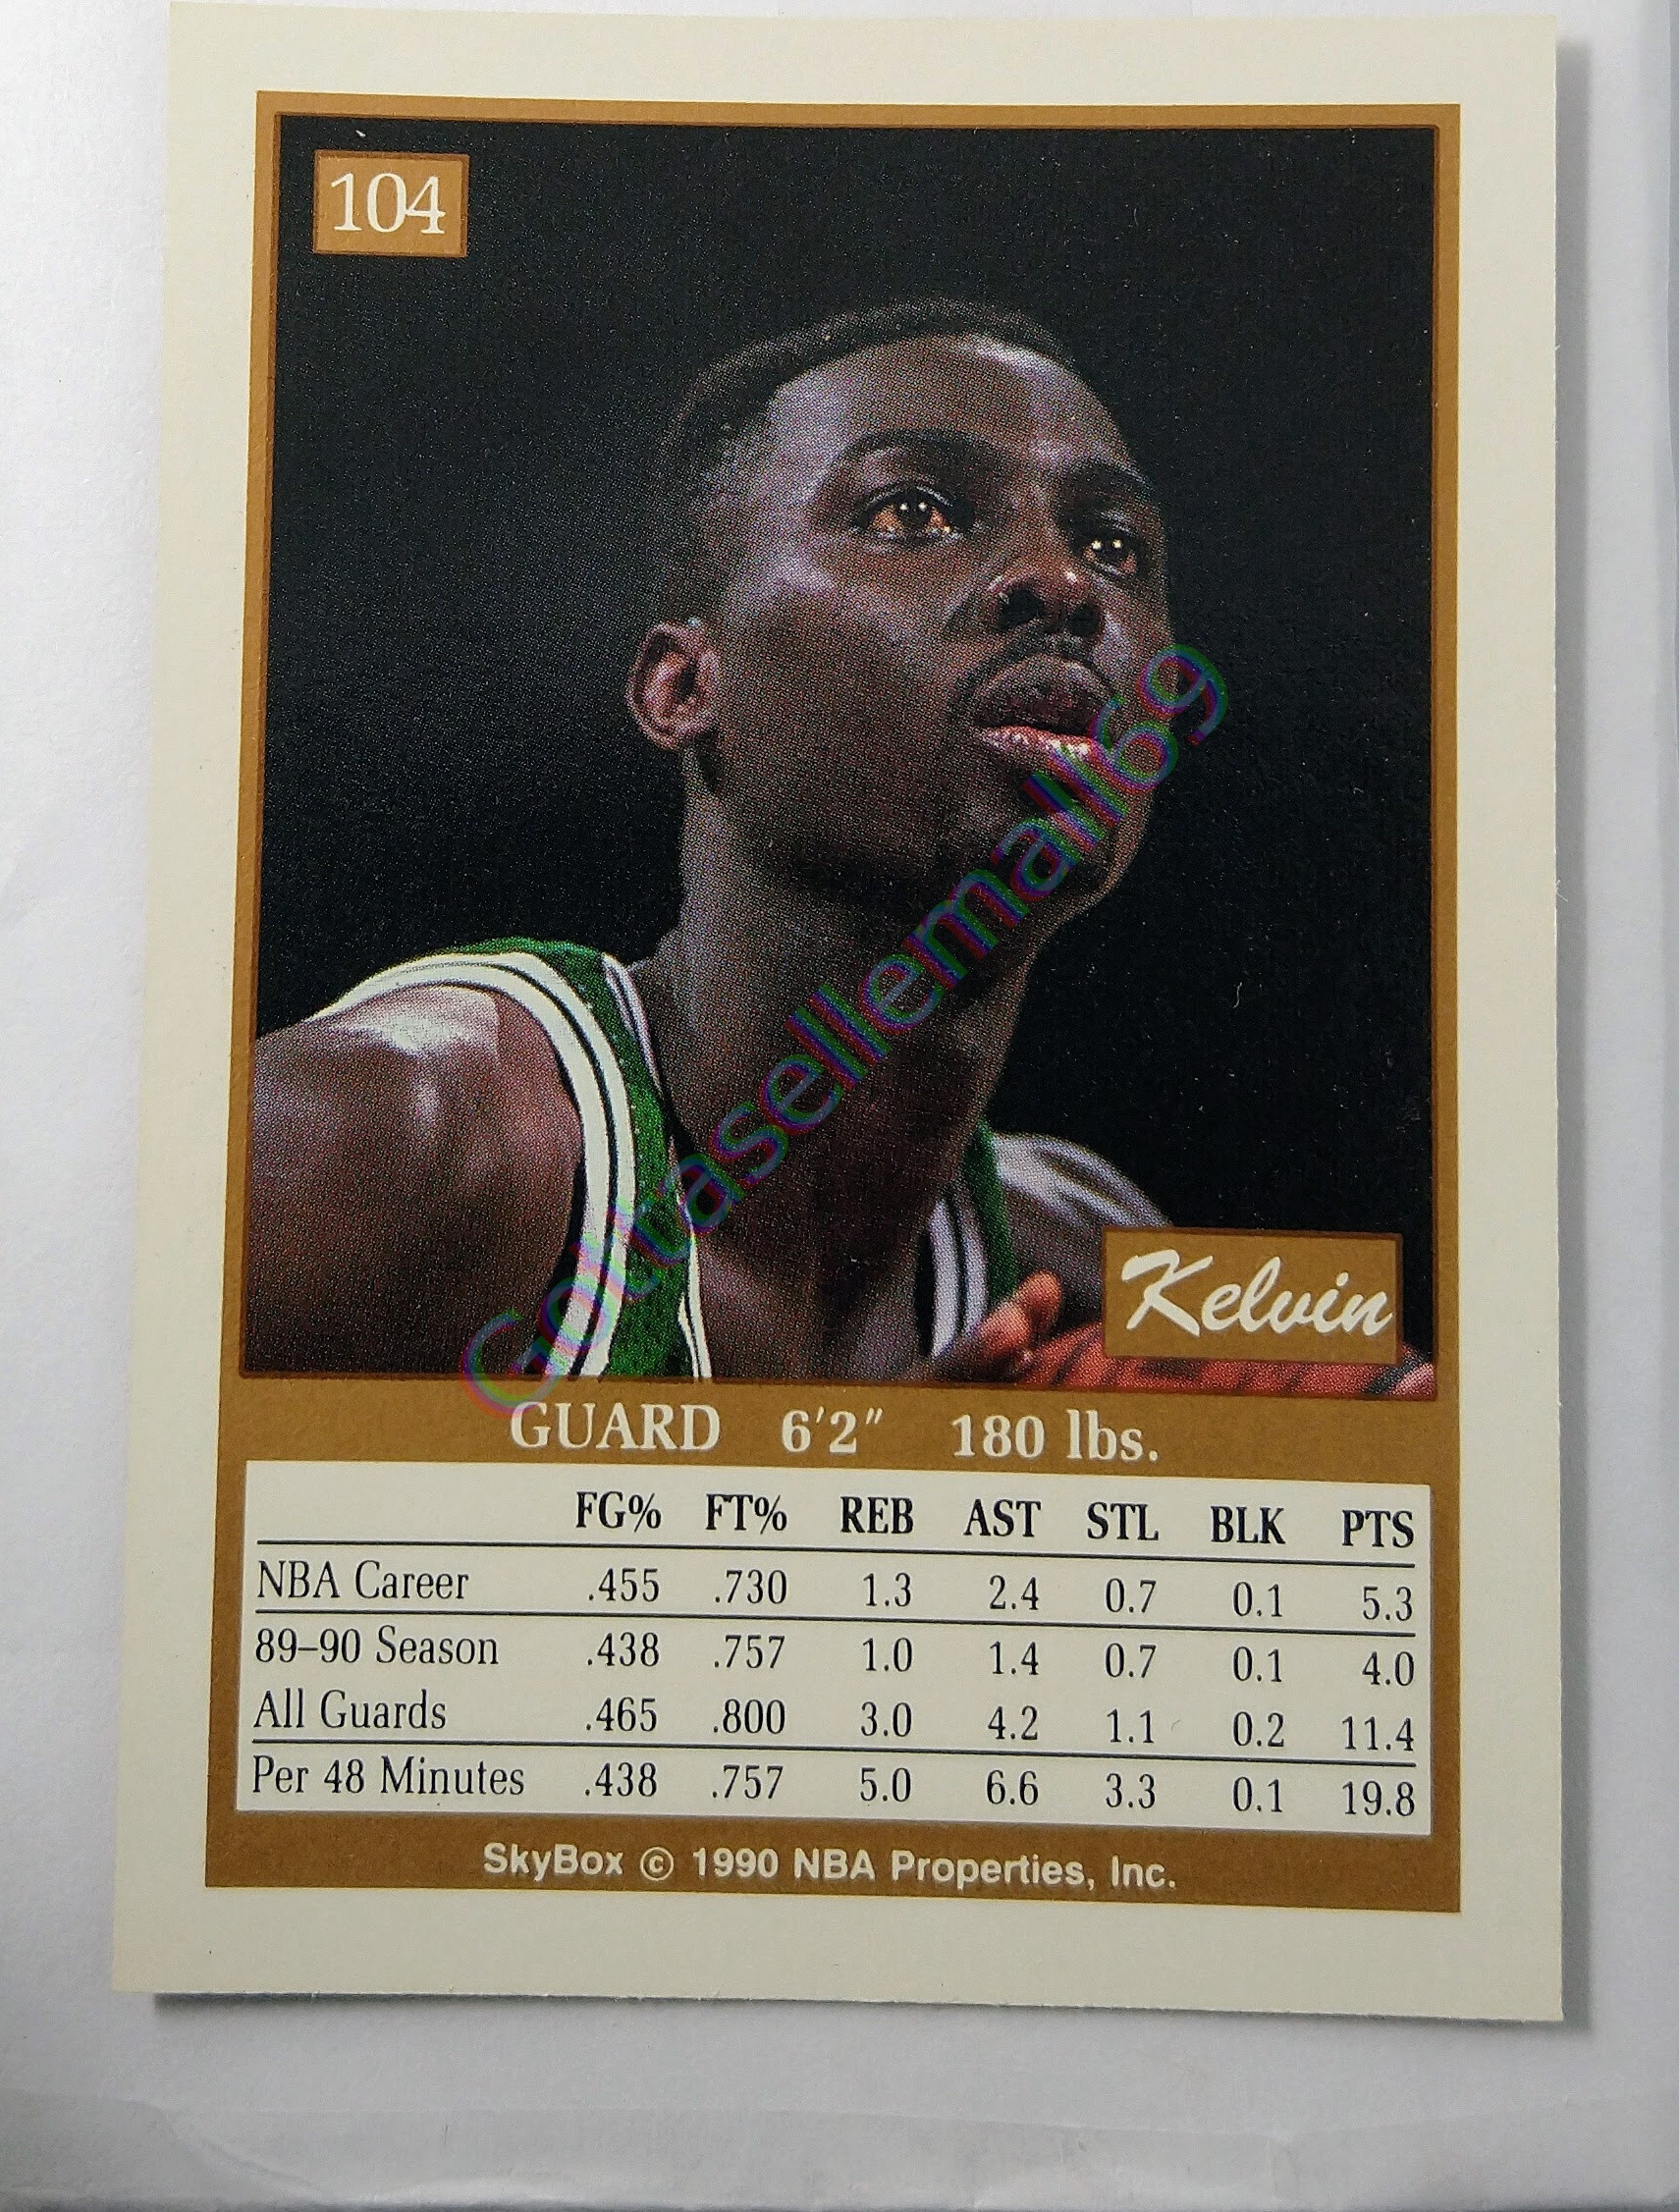 104
Gottasellemall69
Kelvin
GUARD 6'2" 180 lbs.
FG% FT% REB AST STL BLK PTS
NBA Career .455 .730 1.3 2.4 0.7 0.1 5.3
89–90 Season .438 .757 1.0 1.4 0.7 0.1 4.0
All Guards .465 .800 3.0 4.2 1.1 0.2 11.4
Per 48 Minutes .438 .757 5.0 6.6 3.3 0.1 19.8
SkyBox © 1990 NBA Properties, Inc.